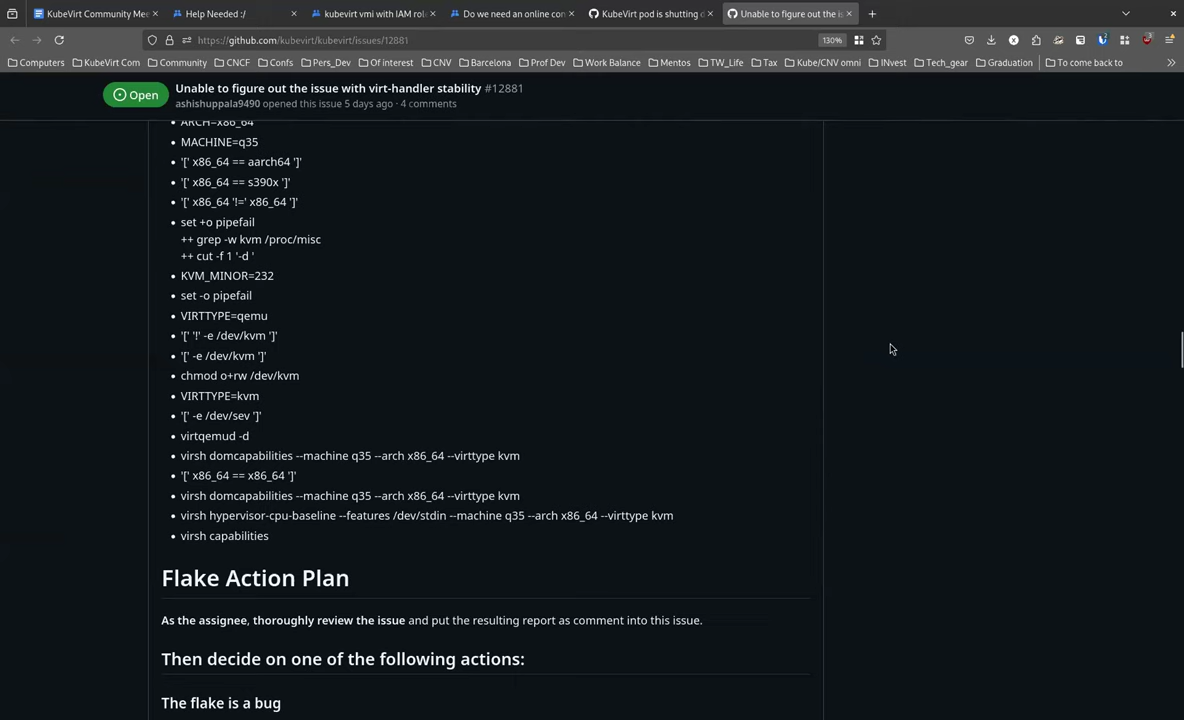 KubeVirt Community Mee
Help Needed :/
kubevirt vmi with IAM role
Do we need an online con
KubeVirt pod is shutting d
Unable to figure out the is
https://github.com/kubevirt/kubevirt/issues/12881
130%
3
Computers
KubeVirt Com
Community
CNCF
Confs
Pers_Dev
Of interest
CNV
Barcelona
Prof Dev
Work Balance
Mentos
TW_Life
Tax
Kube/CNV omni
INvest
Tech_gear
Graduation
To come back to
Open
Unable to figure out the issue with virt-handler stability #12881
ashishuppala9490 opened this issue 5 days ago · 4 comments
ARCH=x86_64
MACHINE=q35
'[' x86_64 == aarch64 ']'
'[' x86_64 == s390x ']'
'[' x86_64 '!=' x86_64 ']'
set +o pipefail
++ grep -w kvm /proc/misc
++ cut -f 1 '-d '
KVM_MINOR=232
set -o pipefail
VIRTTYPE=qemu
'[' '!' -e /dev/kvm ']'
'[' -e /dev/kvm ']'
chmod o+rw /dev/kvm
VIRTTYPE=kvm
'[' -e /dev/sev ']'
virtqemud -d
virsh domcapabilities --machine q35 --arch x86_64 --virttype kvm
'[' x86_64 == x86_64 ']'
virsh domcapabilities --machine q35 --arch x86_64 --virttype kvm
virsh hypervisor-cpu-baseline --features /dev/stdin --machine q35 --arch x86_64 --virttype kvm
virsh capabilities
Flake Action Plan
As the assignee, thoroughly review the issue and put the resulting report as comment into this issue.
Then decide on one of the following actions:
The flake is a bug